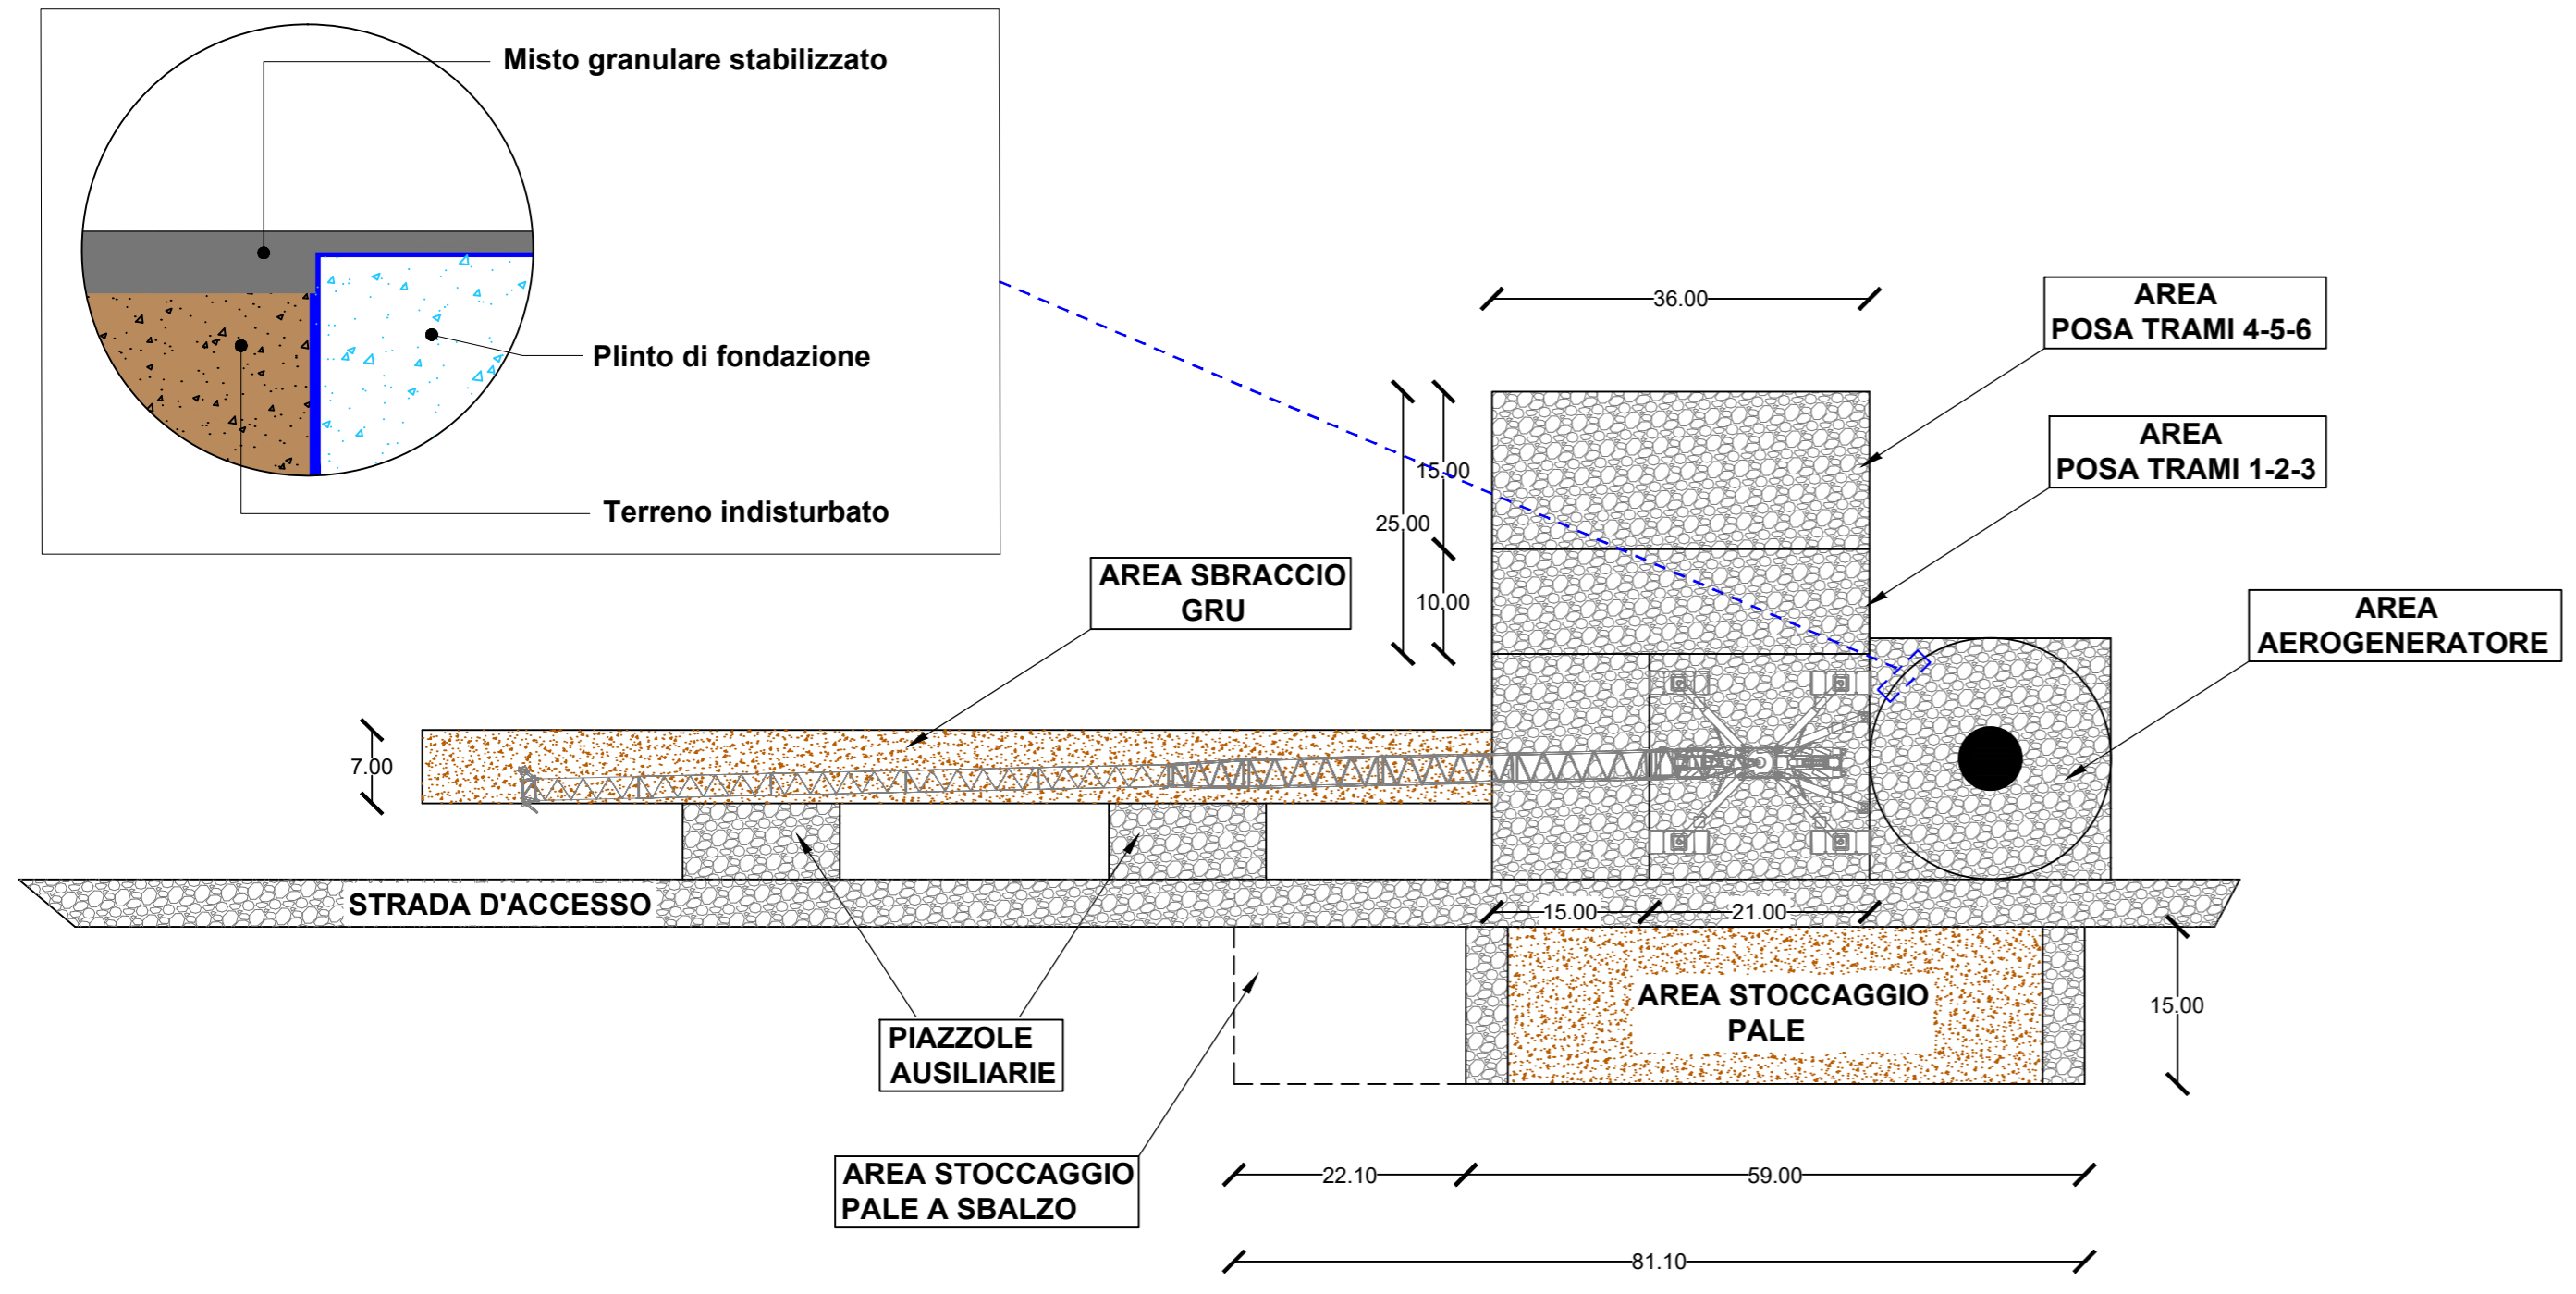 Misto granulare stabilizzato
Plinto di fondazione
Terreno indisturbato
36.00
AREA
POSA TRAMI 4-5-6
AREA
POSA TRAMI 1-2-3
15.00
25.00
10.00
AREA SBRACCIO
GRU
AREA
AEROGENERATORE
7.00
STRADA D'ACCESSO
15.00
21.00
AREA STOCCAGGIO
PALE
15.00
PIAZZOLE
AUSILIARIE
AREA STOCCAGGIO
PALE A SBALZO
22.10
59.00
81.10